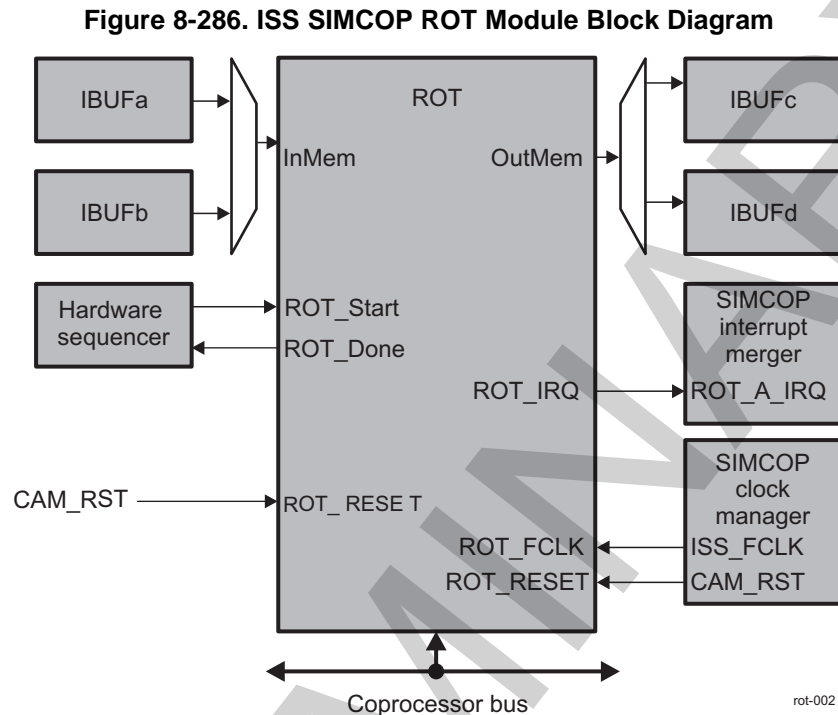 Figure 8-286. ISS SIMCOP ROT Module Block Diagram
IBUFa
IBUFb
Hardware
sequencer
CAM_RST
ROT
InMem
OutMem
ROT_Start
ROT_Done
ROT_IRQ
ROT_ RESE T
ROT_FCLK
ROT_RESET
IBUFc
IBUFd
SIMCOP
interrupt
merger
ROT_A_IRQ
SIMCOP
clock
manager
ISS_FCLK
CAM_RST
Coprocessor bus
rot-002